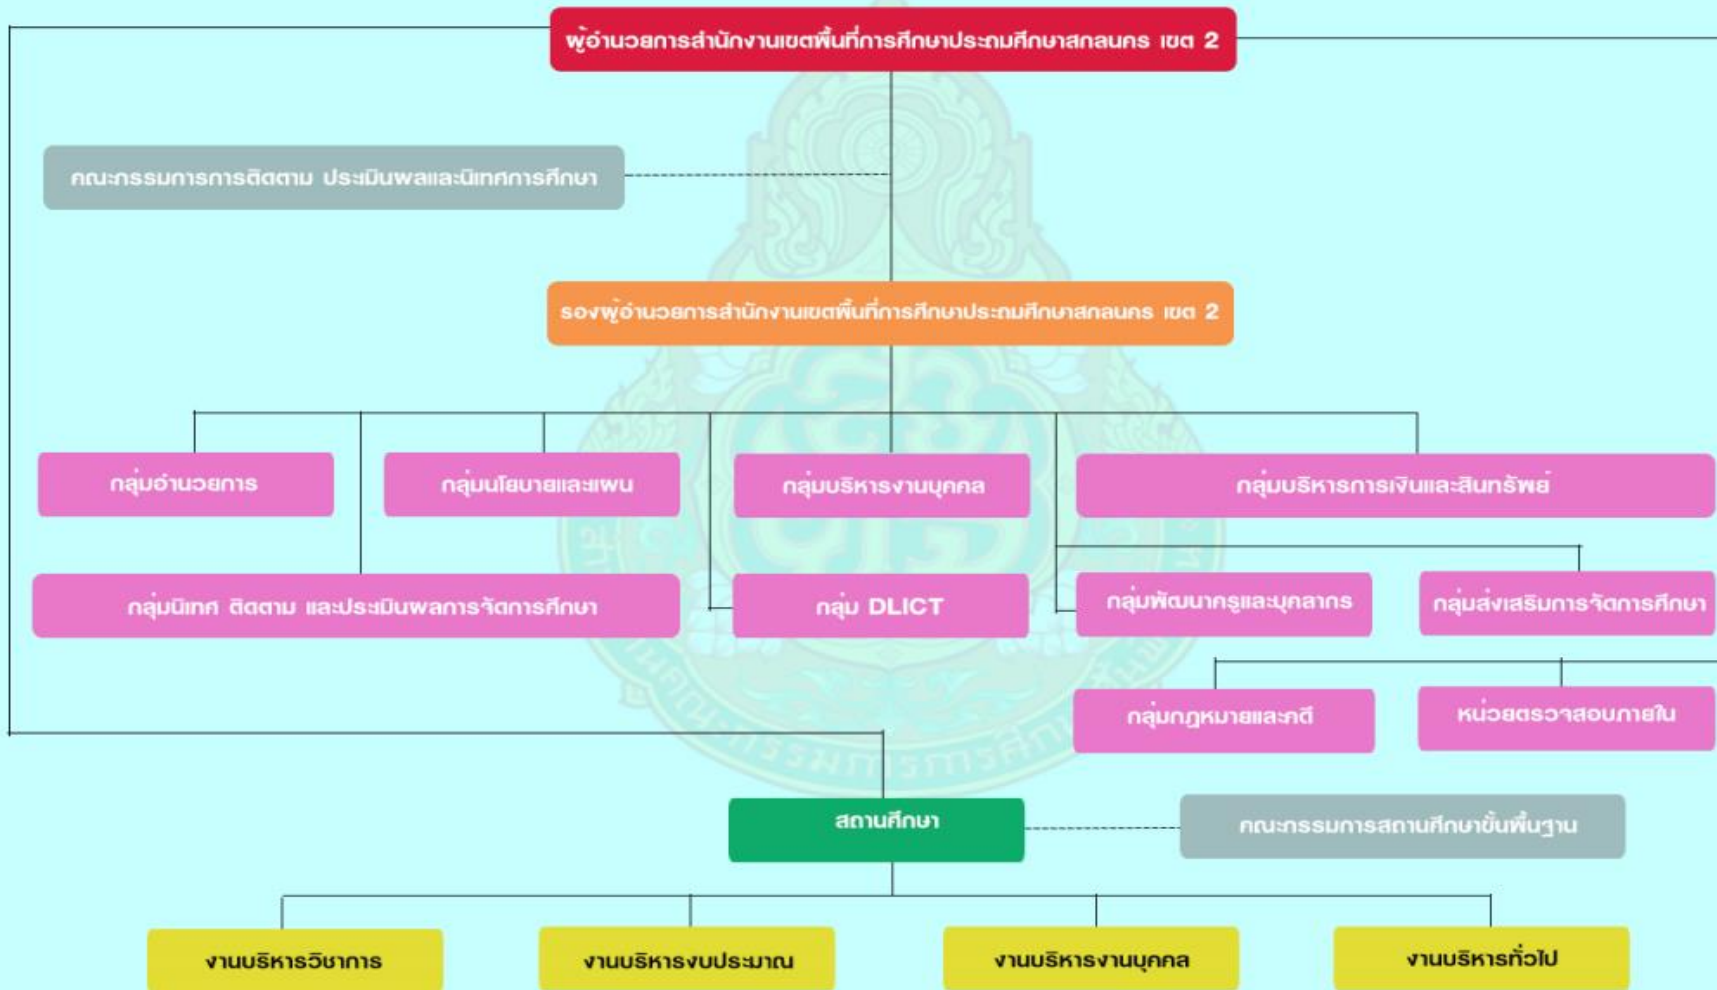 ผู้อำนวยการสำนักงานเขตพื้นที่การศึกษาประถมศึกษาสกลนคร เขต 2
คณะกรรมการการติดตาม ประเมินผลและนิเทศการศึกษา
รองผู้อำนวยการสำนักงานเขตพื้นที่การศึกษาประถมศึกษาสกลนคร เขต 2
กลุ่มอำนวยการ
กลุ่มนโยบายและแผน
กลุ่มบริหารงานบุคคล
กลุ่มบริหารการเงินและสินทรัพย์
กลุ่มนิเทศ ติดตาม และประเมินผลการจัดการศึกษา
กลุ่ม DLICT
กลุ่มพัฒนาครูและบุคลากร
กลุ่มส่งเสริมการจัดการศึกษา
กลุ่มกฎหมายและคดี
หน่วยตรวจสอบภายใน
สถานศึกษา
คณะกรรมการสถานศึกษาขั้นพื้นฐาน
งานบริหารวิชาการ
งานบริหารงบประมาณ
งานบริหารงานบุคคล
งานบริหารทั่วไป